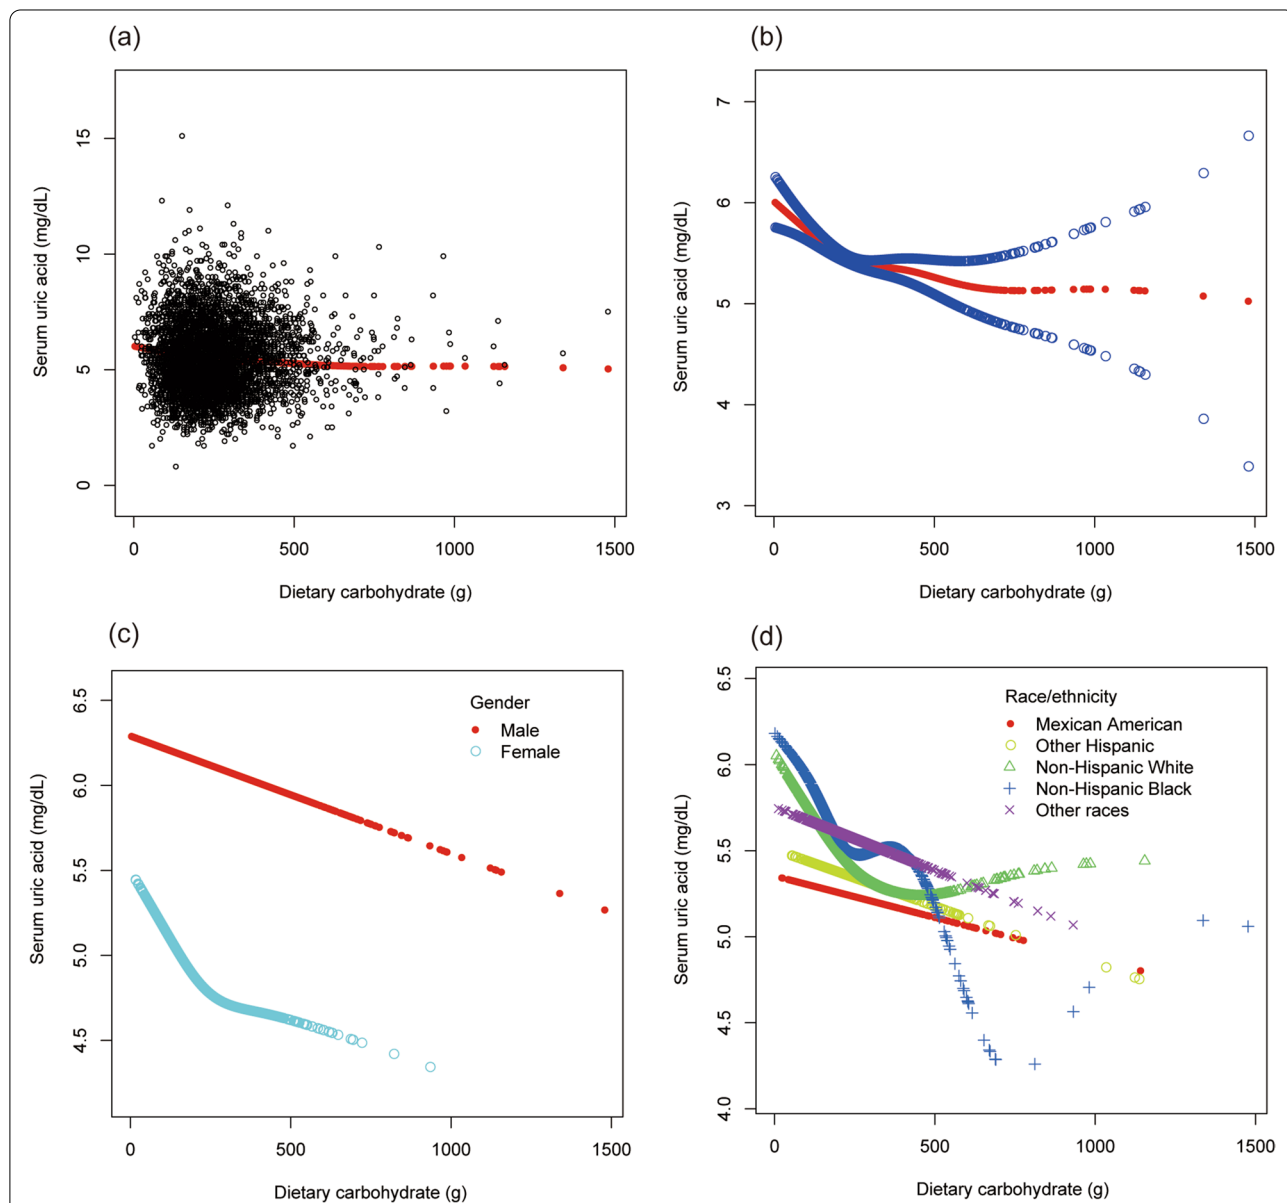 (a)
15
10
5
0
Serum uric acid (mg/dL)
0 500 1000 1500
Dietary carbohydrate (g)
(b)
7
6
5
4
3
Serum uric acid (mg/dL)
0 500 1000 1500
Dietary carbohydrate (g)
(c)
6.5
6.0
5.5
5.0
4.5
Serum uric acid (mg/dL)
Gender
Male
Female
0 500 1000 1500
Dietary carbohydrate (g)
(d)
6.5
6.0
5.5
5.0
4.5
4.0
Serum uric acid (mg/dL)
Race/ethnicity
Mexican American
Other Hispanic
Non-Hispanic White
Non-Hispanic Black
Other races
0 500 1000 1500
Dietary carbohydrate (g)